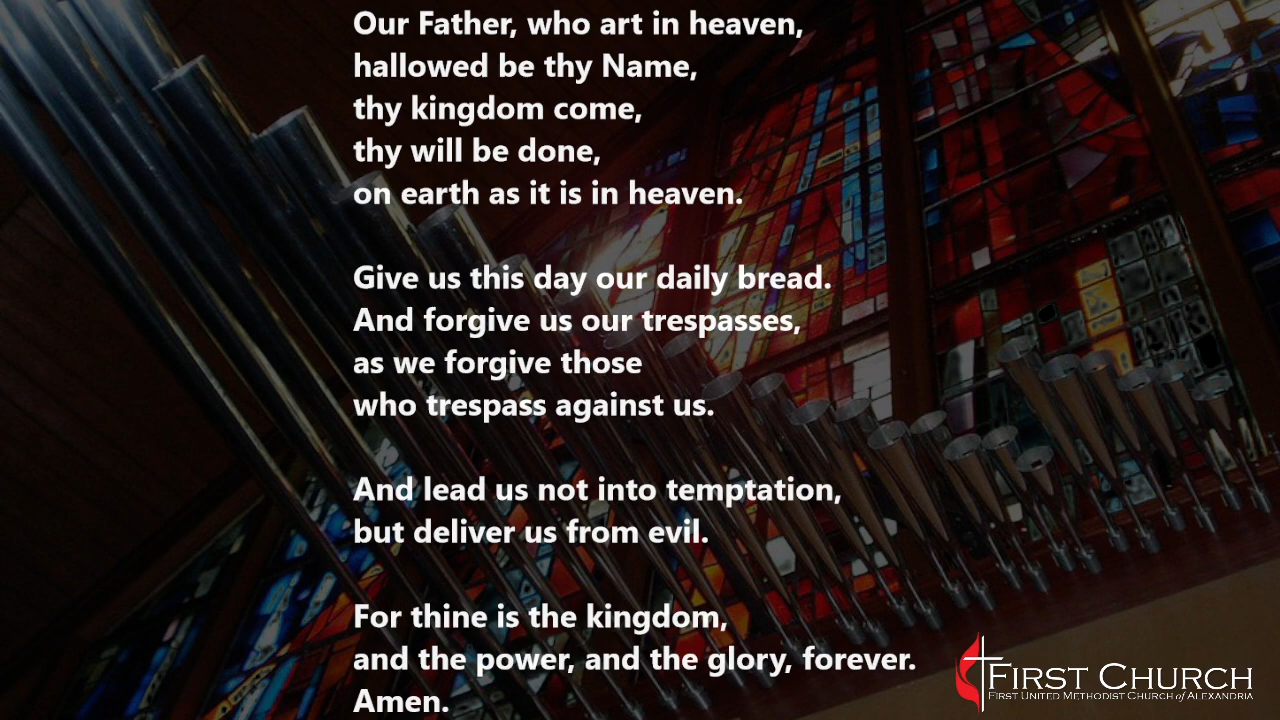 Our Father, who art in heaven,
hallowed be thy Name,
thy kingdom come,
thy will be done,
on earth as it is in heaven.
Give us this day our daily bread.
And forgive us our trespasses,
as we forgive those
who trespass against us.
And lead us not into temptation,
but deliver us from evil.
For thine is the kingdom,
and the power, and the glory, forever.
Amen.
First Church
First United Methodist Church of Alexandria